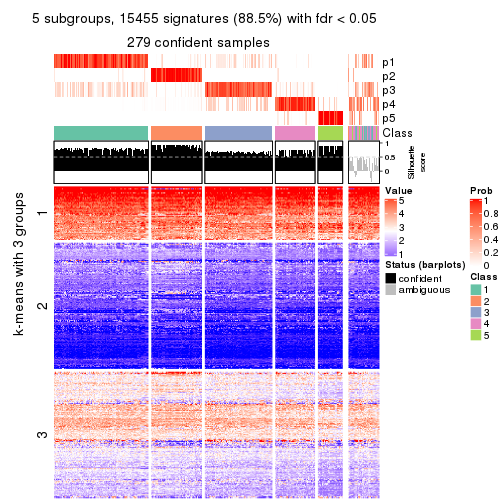 5 subgroups, 15455 signatures (88.5%) with fdr < 0.05
279 confident samples
p1
p2
p3
p4
p5
Class
1
0.5
0
Silhouette
score
k-means with 3 groups
1
2
3
Value
5
4
3
2
1
Status (barplots)
confident
ambiguous
Prob
1
0.8
0.6
0.4
0.2
0
Class
1
2
3
4
5